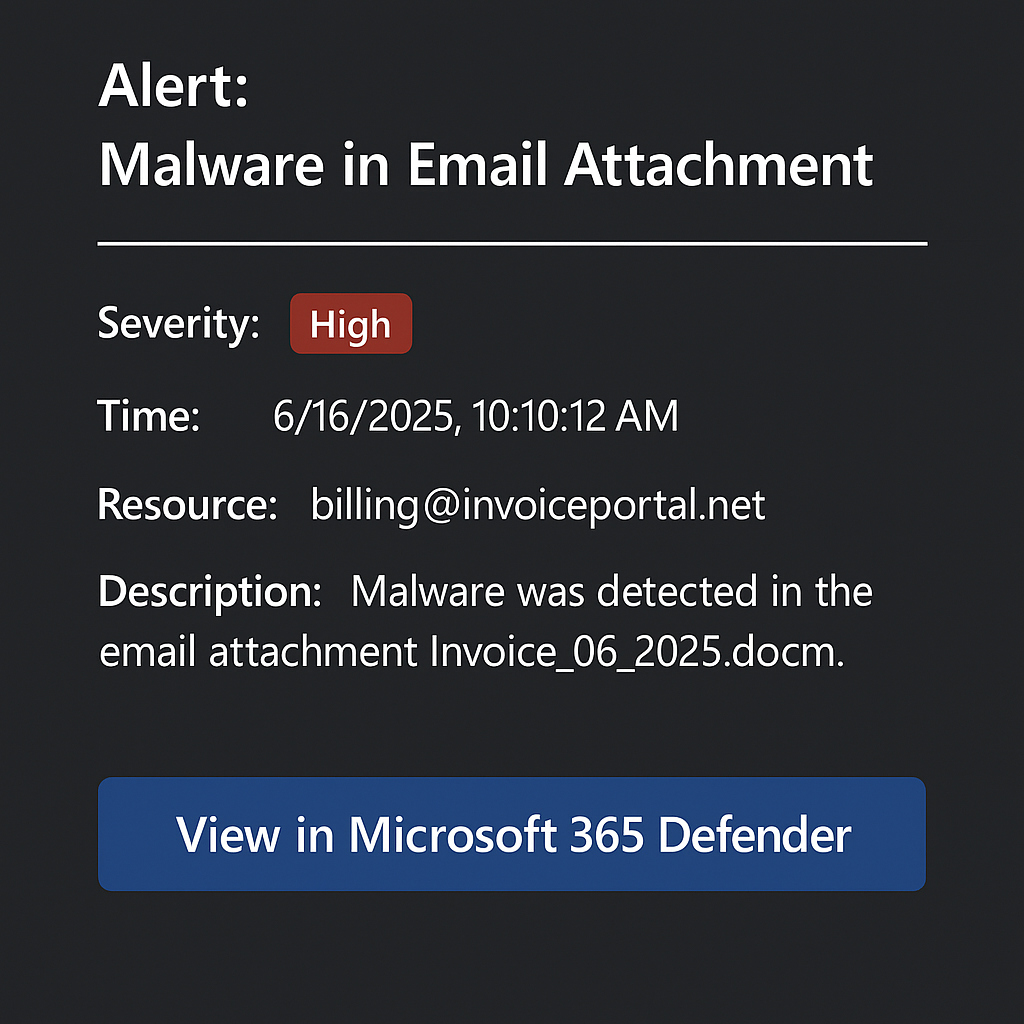 Alert:
Malware in Email Attachment
Severity: High
Time: 6/16/2025, 10:10:12 AM
Resource: billing@invoiceportal.net
Description: Malware was detected in the
email attachment Invoice_06_2025.docm.
View in Microsoft 365 Defender